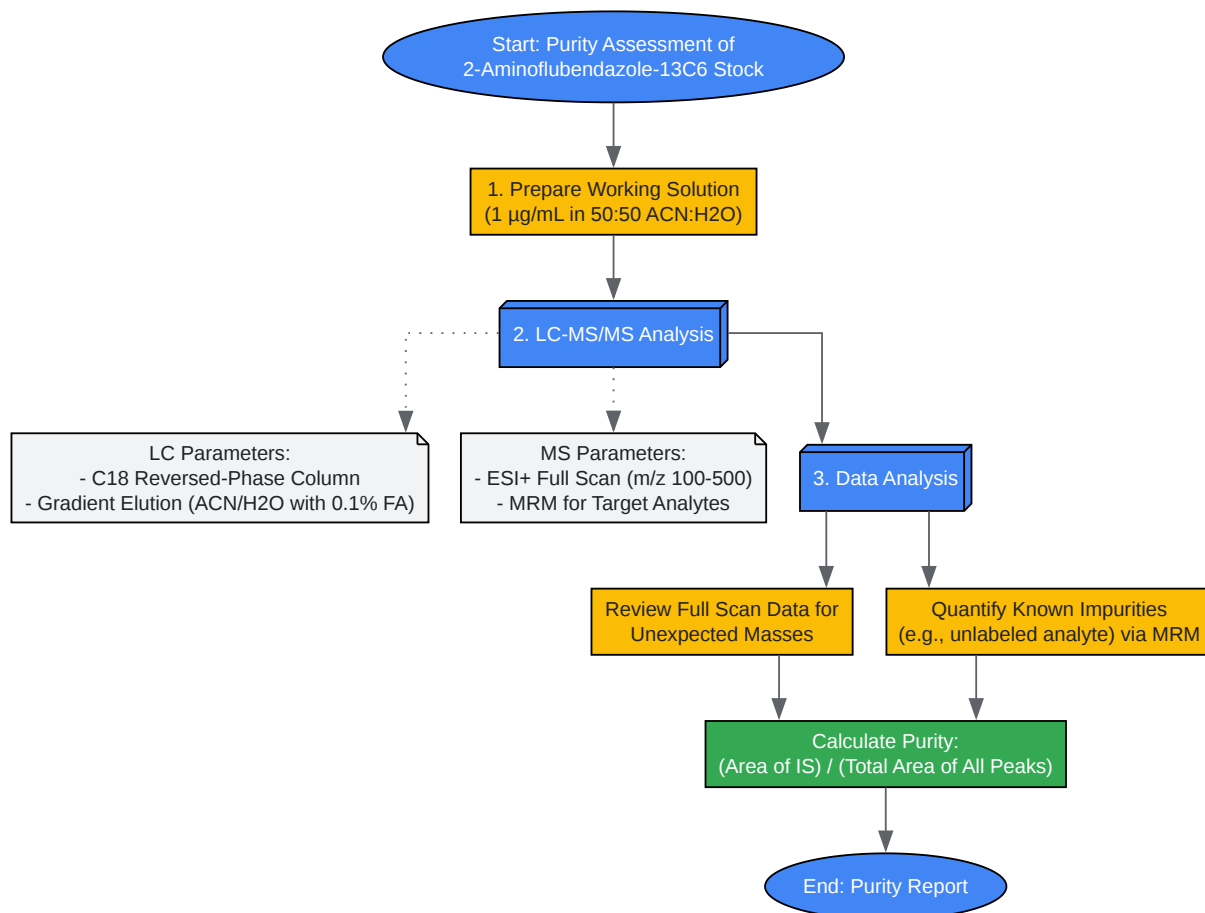 Start: Purity Assessment of
2-Aminoflubendazole-13C6 Stock
1. Prepare Working Solution
(1 µg/mL in 50:50 ACN:H2O)
2. LC-MS/MS Analysis
LC Parameters:
- C18 Reversed-Phase Column
- Gradient Elution (ACN/H2O with 0.1% FA)
MS Parameters:
- ESI+ Full Scan (m/z 100-500)
- MRM for Target Analytes
3. Data Analysis
Review Full Scan Data for
Unexpected Masses
Quantify Known Impurities
(e.g., unlabeled analyte) via MRM
Calculate Purity:
(Area of IS) / (Total Area of All Peaks)
End: Purity Report